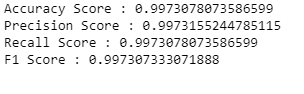 Accuracy Score : 0.9973078073586599
Precision Score : 0.9973155244785115
Recall Score : 0.9973078073586599
F1 Score : 0.997307333071888